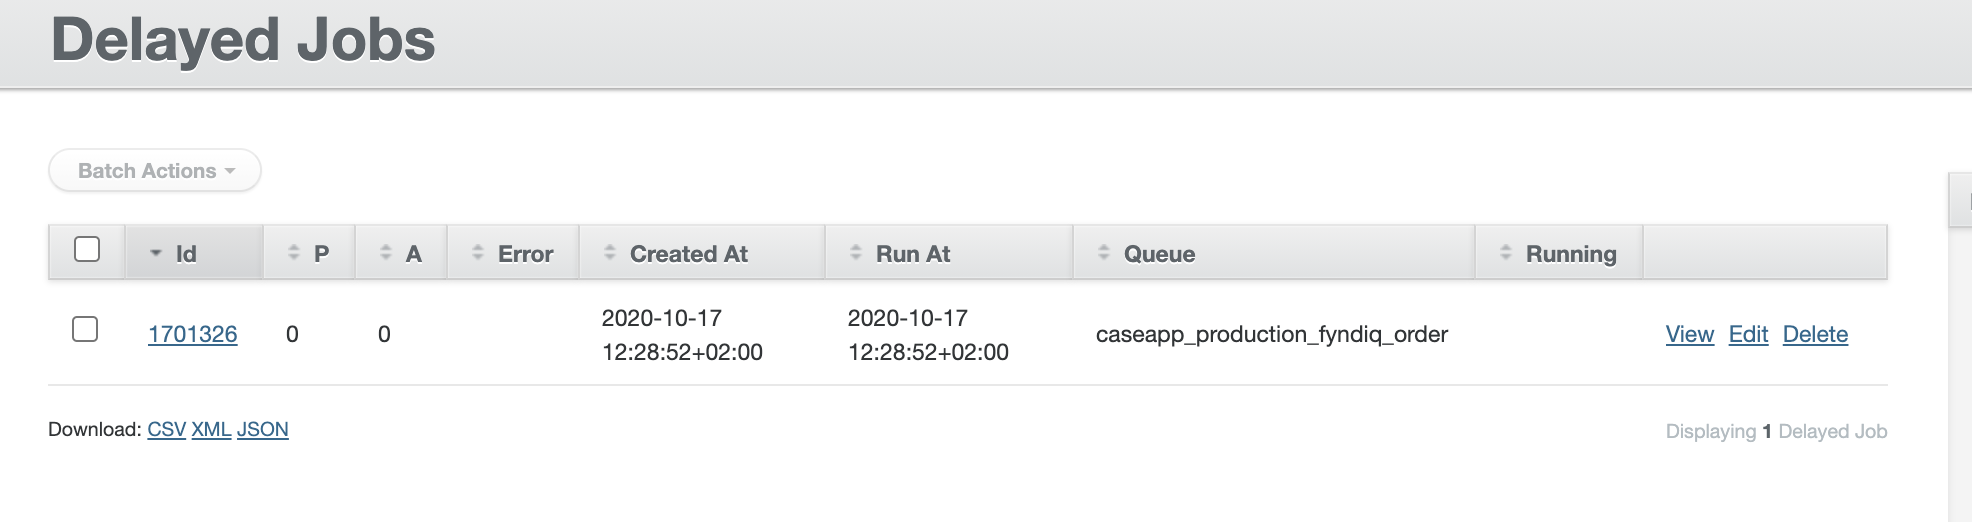 Delayed Jobs
Batch Actions
Id P A Error Created At Run At Queue Running
1701326 0 0 2020-10-17 12:28:52+02:00 2020-10-17 12:28:52+02:00 caseapp_production_fyndiq_order View Edit Delete
Download: CSV XML JSON
Displaying 1 Delayed Job